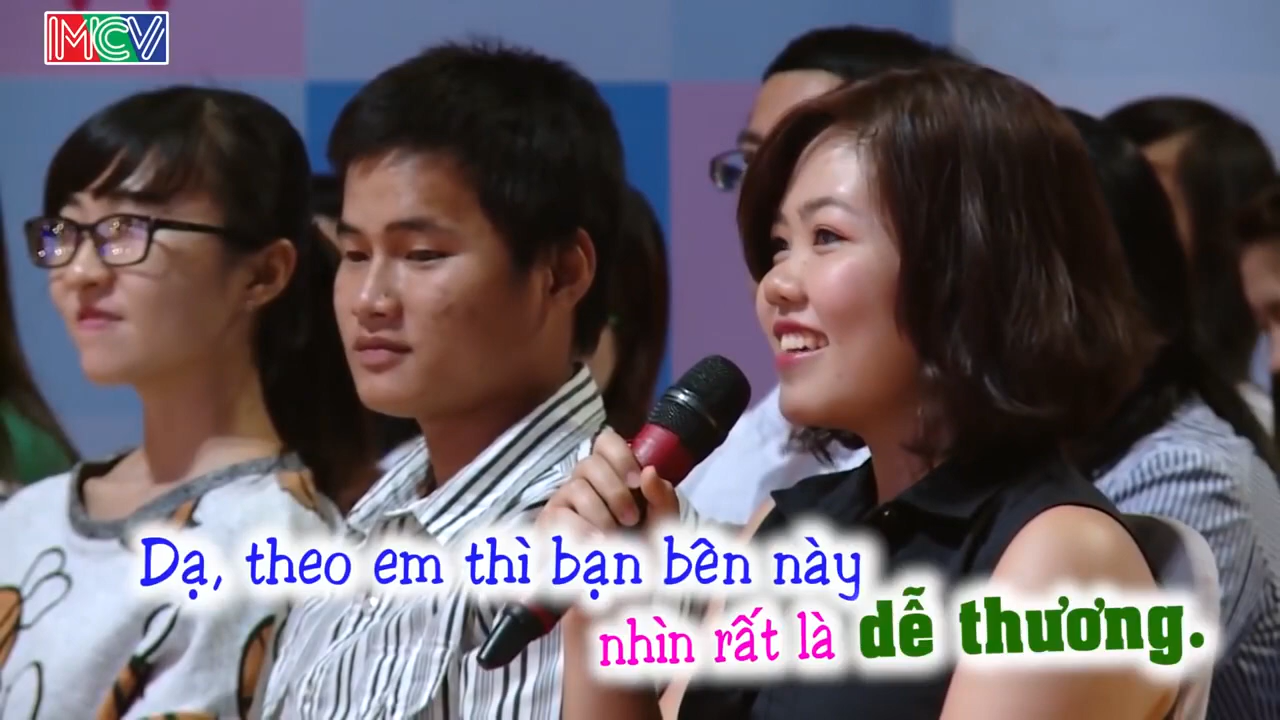 MCV
Dạ, theo em thì bạn bên này
nhìn rất là dễ thương.